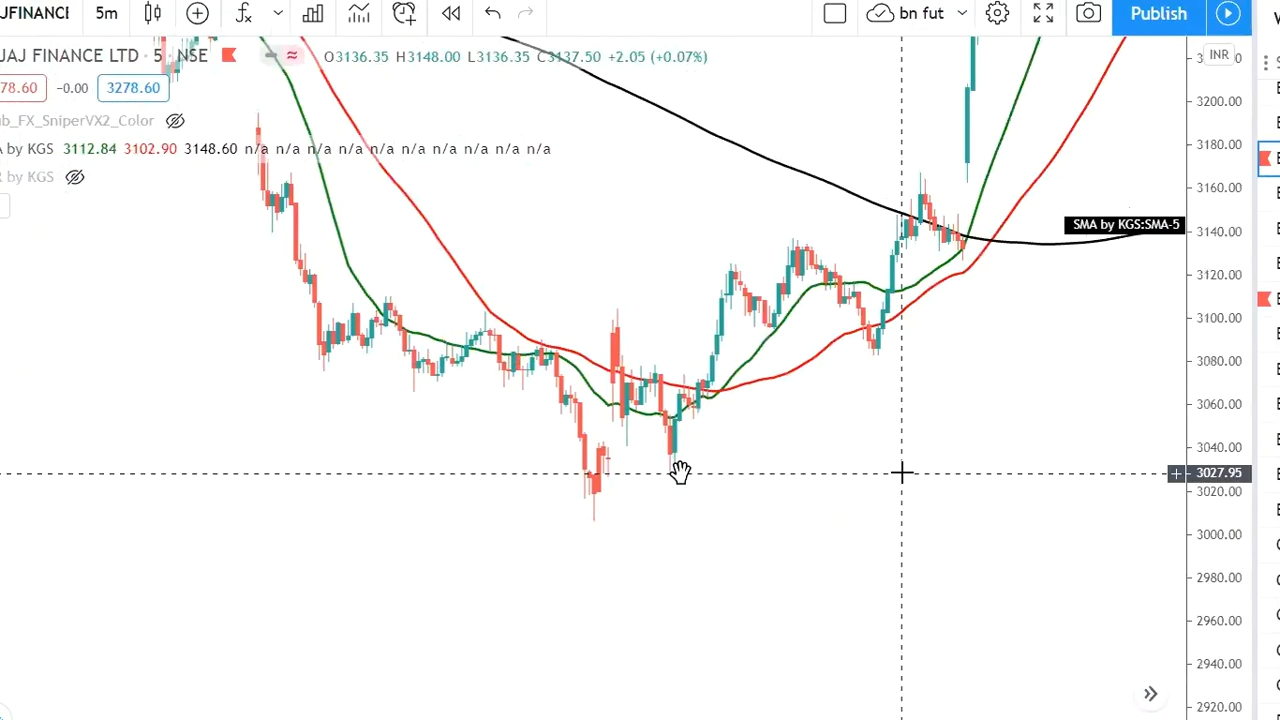 JFINANCI 5m bn fut Publish
JAJ FINANCE LTD · 5 · NSE O3136.35 H3148.00 L3136.35 C3137.50 +2.05 (+0.07%) INR
78.60 -0.00 3278.60
ub_FX_SniperVX2_Color
A by KGS 3112.84 3102.90 3148.60 n/a n/a n/a n/a n/a n/a n/a n/a n/a n/a
R by KGS
SMA by KGS:SMA-5
3200.00
3180.00
3160.00
3140.00
3120.00
3100.00
3080.00
3060.00
3040.00
3027.95
3020.00
3000.00
2980.00
2960.00
2940.00
2920.00